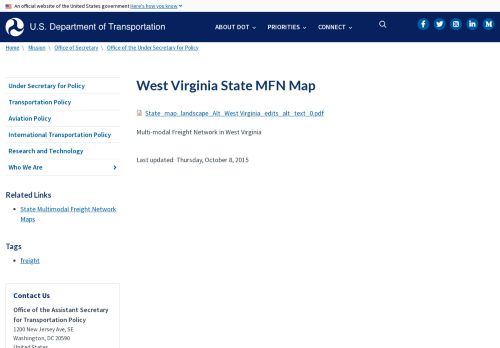 An official website of the United States government Here's how you know
U.S. Department of Transportation
ABOUT DOT
PRIORITIES
CONNECT
Home \ Mission \ Office of Secretary \ Office of the Under Secretary for Policy
Under Secretary for Policy
Transportation Policy
Aviation Policy
International Transportation Policy
Research and Technology
Who We Are
Related Links
State Multimodal Freight Network
Maps
Tags
freight
Contact Us
Office of the Assistant Secretary
for Transportation Policy
1200 New Jersey Ave, SE
Washington, DC 20590
United States
West Virginia State MFN Map
State_map_landscape_Alt_West Virginia_edits_alt_text_0.pdf
Multi-modal Freight Network in West Virginia
Last updated: Thursday, October 8, 2015